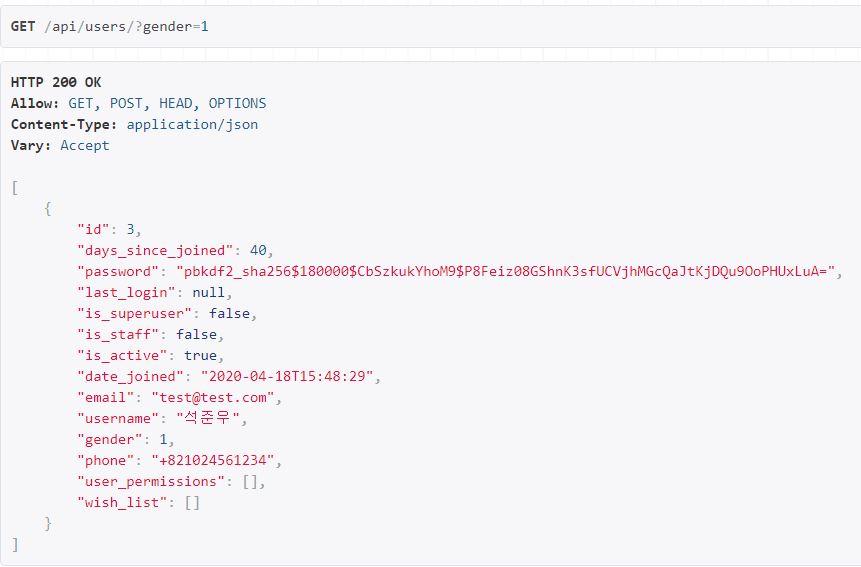 GET /api/users/?gender=1
HTTP 200 OK
Allow: GET, POST, HEAD, OPTIONS
Content-Type: application/json
Vary: Accept
[
    {
        "id": 3,
        "days_since_joined": 40,
        "password": "pbkdf2_sha256$180000$CbSzkukYhoM9$P8Feiz08GShnK3sfUCVjhMGcQaJtKjDQu9OoPHUxLuA=",
        "last_login": null,
        "is_superuser": false,
        "is_staff": false,
        "is_active": true,
        "date_joined": "2020-04-18T15:48:29",
        "email": "test@test.com",
        "username": "석준우",
        "gender": 1,
        "phone": "+821024561234",
        "user_permissions": [],
        "wish_list": []
    }
]